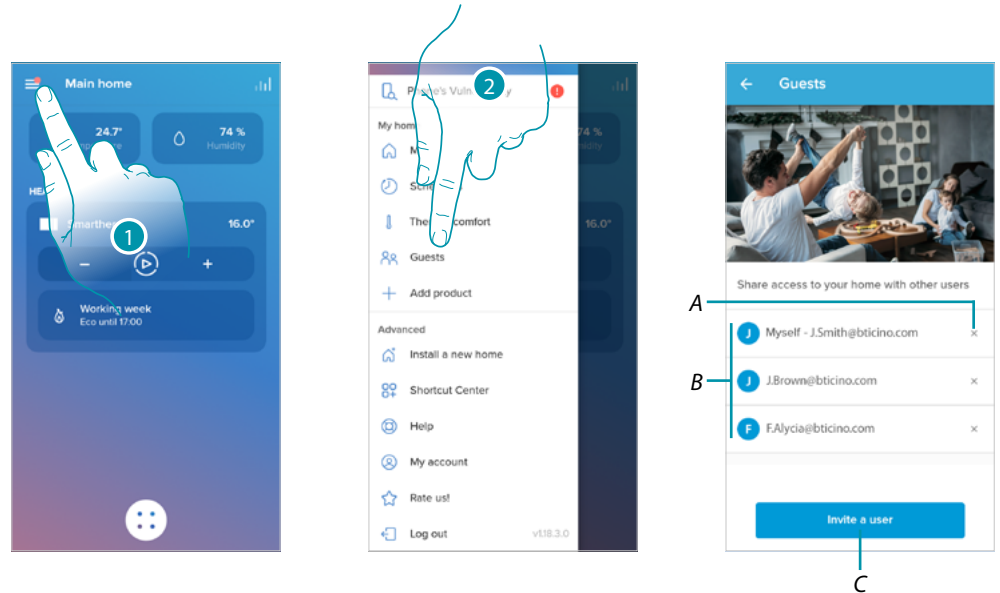 Main home
24.7°
74 %
Humidity
16.0°
1
−
+
Working week
Eco until 17:00
2
My
Guests
Add product
Advanced
Install a new home
Shortcut Center
Help
My account
Rate us!
Log out
v1.18.3.0
74 %
16.0°
Guests
Share access to your home with other users
A
J
Myself - J.Smith@bticino.com
×
B
J
J.Brown@bticino.com
×
F
F.Alycia@bticino.com
×
Invite a user
C